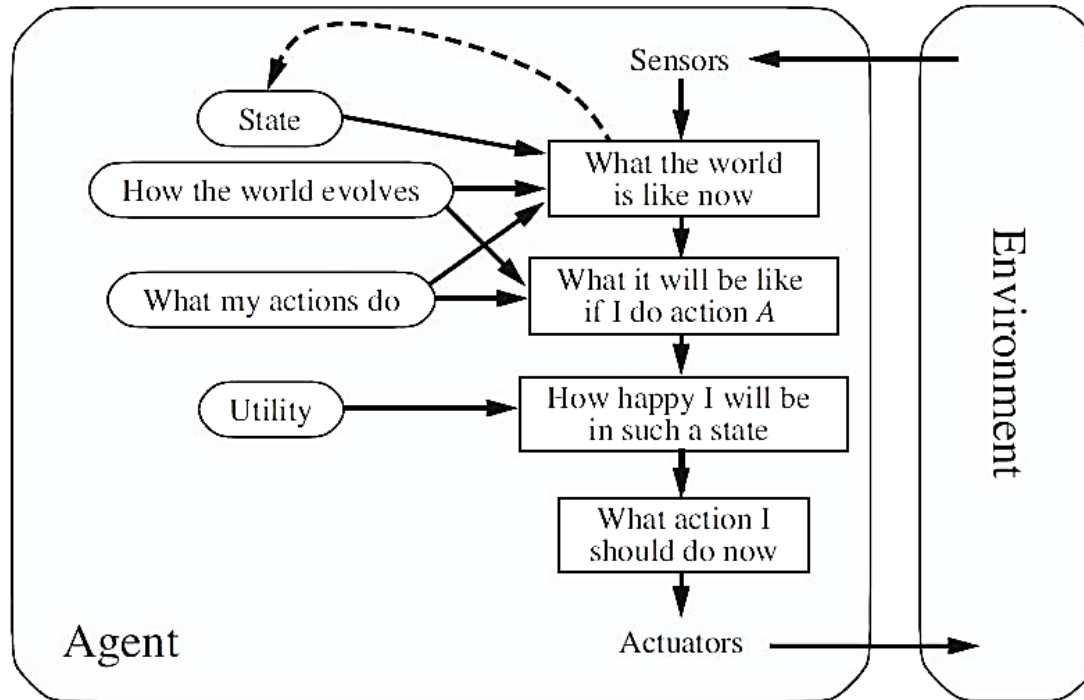 Sensors
State
What the world
is like now
How the world evolves
What it will be like
if I do action A
What my actions do
How happy I will be
in such a state
Utility
What action I
should do now
Actuators
Agent
Environment